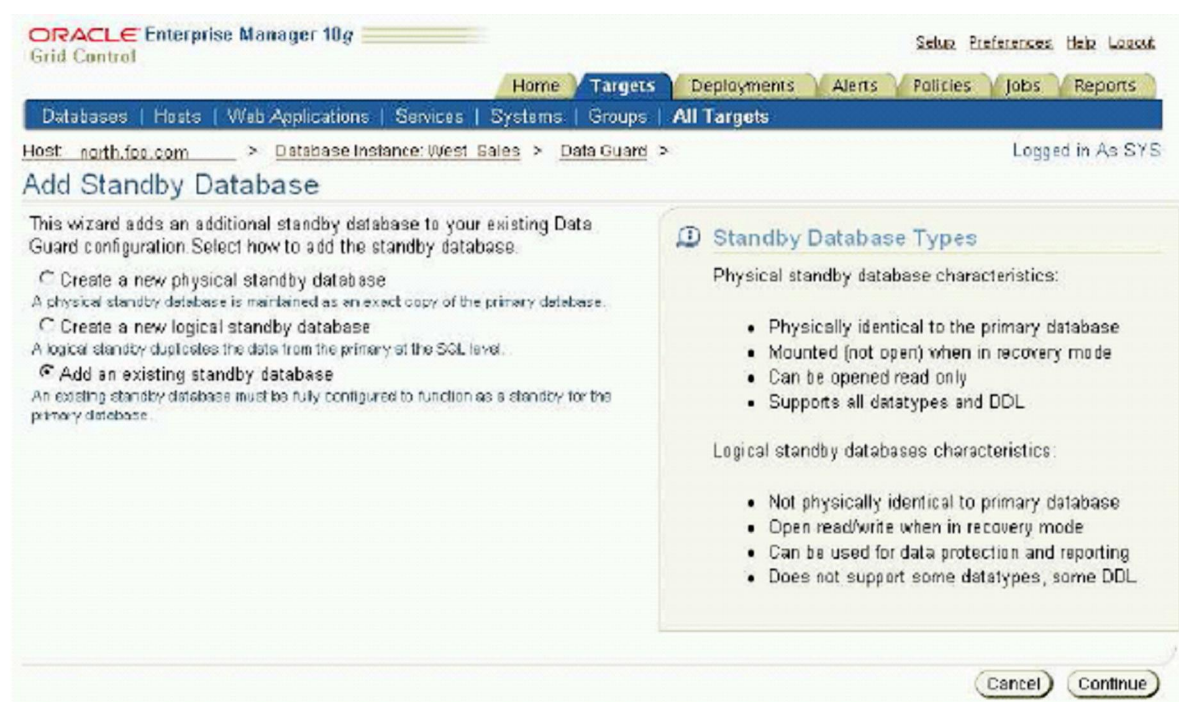 ORACLE Enterprise Manager 10g
Grid Control
Setup Preferences Help Logout
Home Targets Deployments Alerts Policies Jobs Reports
Databases | Hosts | Web Applications | Services | Systems | Groups | All Targets
Host: north.foo.com > Database Instance: West_Sales > Data Guard >
Logged in As SYS
Add Standby Database
This wizard adds an additional standby database to your existing Data
Guard configuration. Select how to add the standby database.
Create a new physical standby database
A physical standby database is maintained as an exact copy of the primary database.
Create a new logical standby database
A logical standby duplicates the data from the primary at the SQL level.
Add an existing standby database
An existing standby database must be fully configured to function as a standby for the
primary database.
Standby Database Types
Physical standby database characteristics:
• Physically identical to the primary database
• Mounted (not open) when in recovery mode
• Can be opened read only
• Supports all datatypes and DDL
Logical standby databases characteristics:
• Not physically identical to primary database
• Open read/write when in recovery mode
• Can be used for data protection and reporting
• Does not support some datatypes, some DDL
Cancel Continue